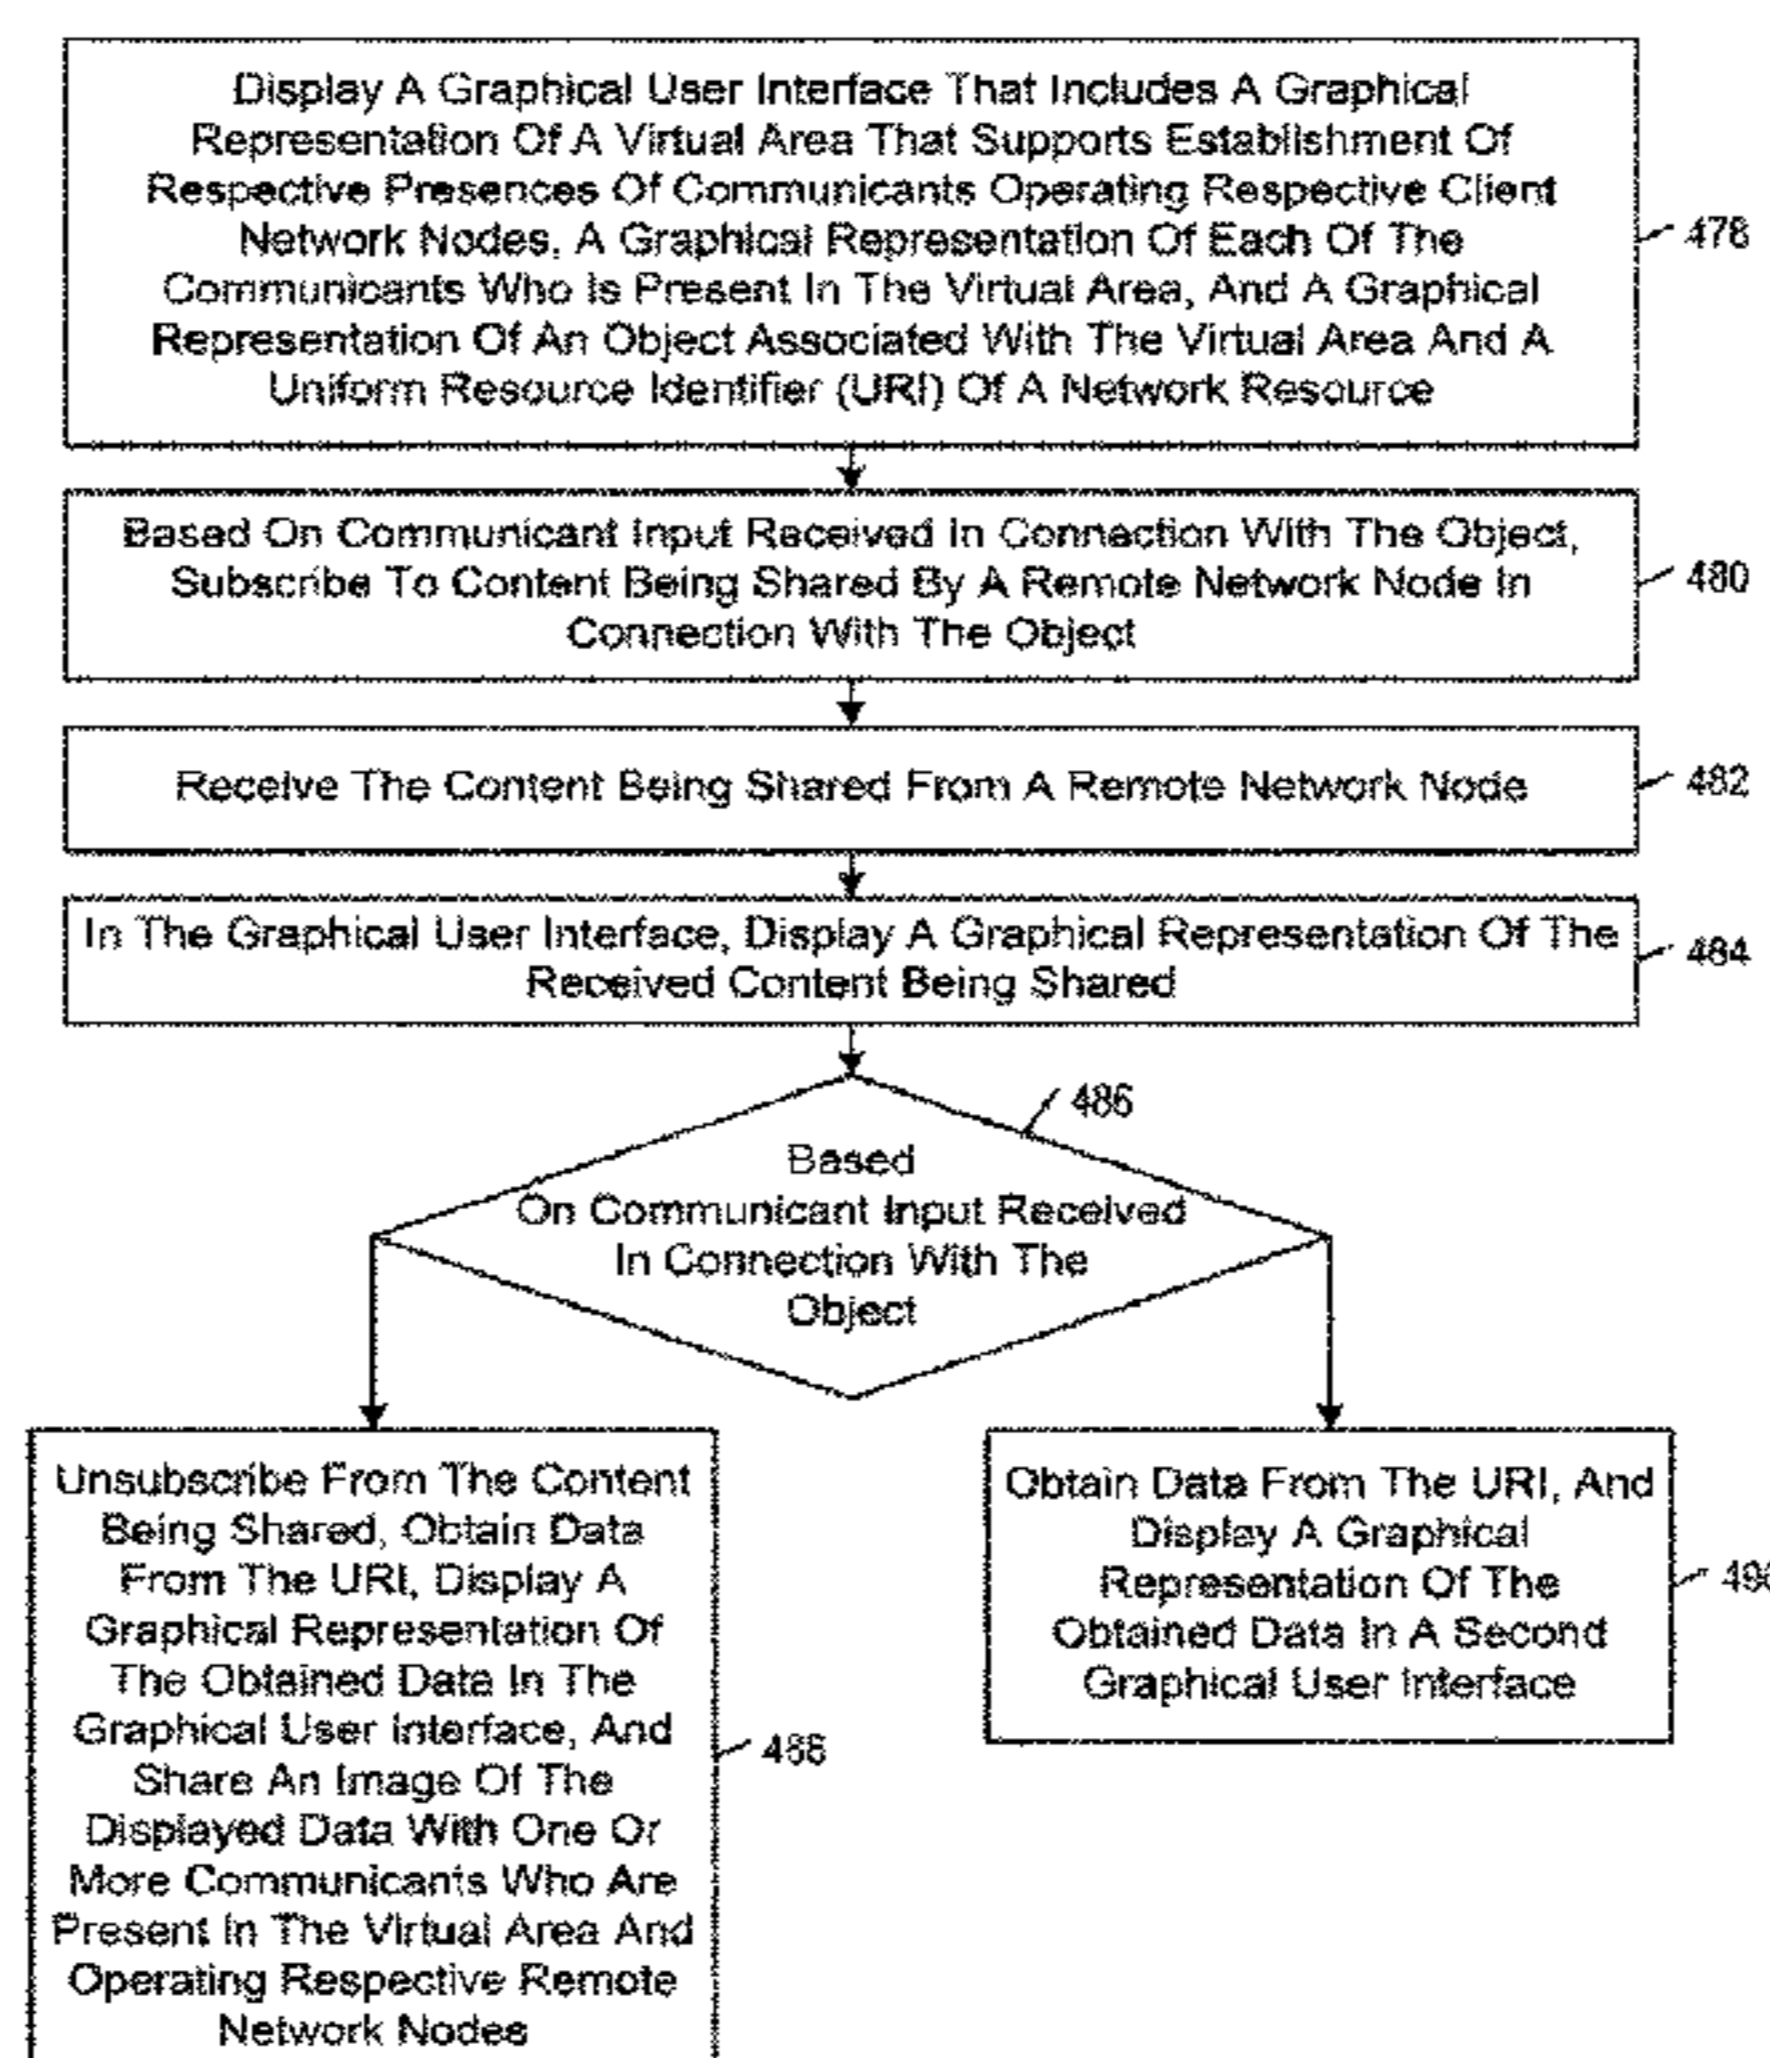 Display A Graphical User Interface That Includes A Graphical
Representation Of A Virtual Area That Supports Establishment Of
Respective Presences Of Communicants Operating Respective Client
Network Nodes, A Graphical Representation Of Each Of The
Communicants Who Is Present In The Virtual Area, And A Graphical
Representation Of An Object Associated With The Virtual Area And A
Uniform Resource Identifier (URI) Of A Network Resource
478
Based On Communicant Input Received In Connection With The Object,
Subscribe To Content Being Shared By A Remote Network Node In
Connection With The Object
480
Receive The Content Being Shared From A Remote Network Node
482
In The Graphical User Interface, Display A Graphical Representation Of The
Received Content Being Shared
484
486
Based
On Communicant Input Received
In Connection With The
Object
Unsubscribe From The Content
Being Shared, Obtain Data
From The URI, Display A
Graphical Representation Of
The Obtained Data In The
Graphical User Interface, And
Share An Image Of The
Displayed Data With One Or
More Communicants Who Are
Present In The Virtual Area And
Operating Respective Remote
Network Nodes
488
Obtain Data From The URI, And
Display A Graphical
Representation Of The
Obtained Data In A Second
Graphical User Interface